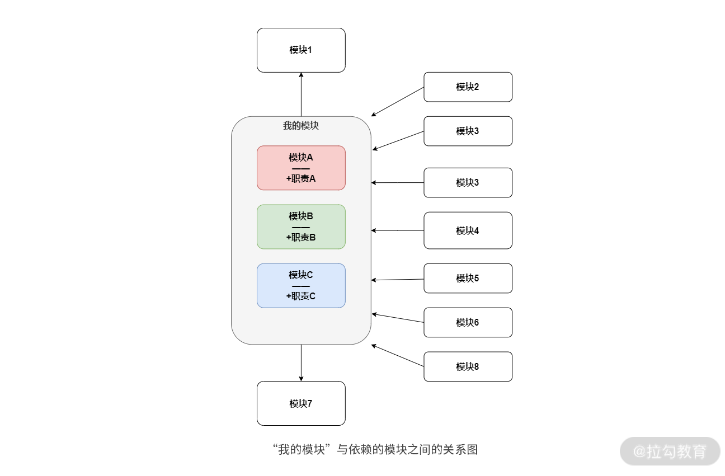 模块1
模块2
我的模块
模块3
模块A
——
+职责A
模块3
模块B
——
+职责B
模块4
模块C
——
+职责C
模块5
模块6
模块8
模块7
“我的模块”与依赖的模块之间的关系图
@拉勾教育